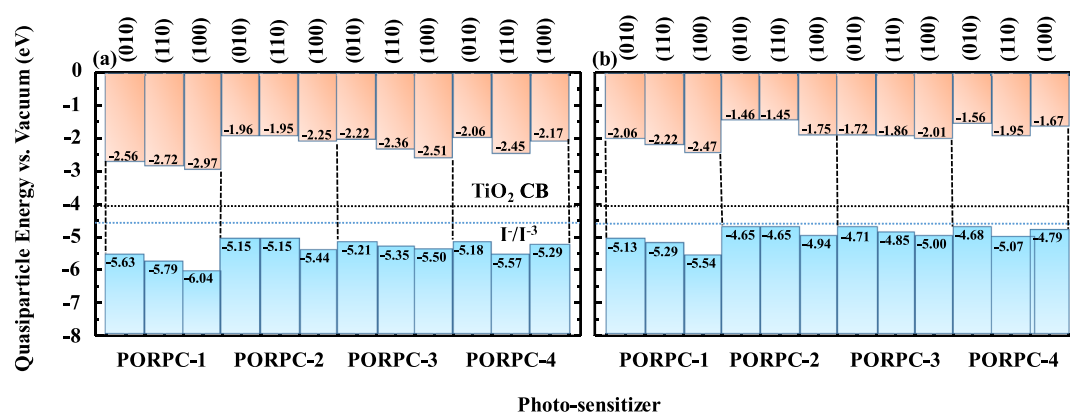 (010) (110) (100) (010) (110) (100) (010) (110) (100) (010) (110) (100)
(010) (110) (100) (010) (110) (100) (010) (110) (100) (010) (110) (100)
Quasiparticle Energy vs. Vacuum (eV)
0
-1
-2
-3
-4
-5
-6
-7
-8
(a)
-2.56 -2.72 -2.97 -1.96 -1.95 -2.25 -2.22 -2.36 -2.51 -2.06 -2.45 -2.17
TiO2 CB
I-/I-3
-5.63 -5.79 -6.04 -5.15 -5.15 -5.44 -5.21 -5.35 -5.50 -5.18 -5.57 -5.29
PORPC-1 PORPC-2 PORPC-3 PORPC-4
(b)
-2.06 -2.22 -2.47 -1.46 -1.45 -1.75 -1.72 -1.86 -2.01 -1.56 -1.95 -1.67
-5.13 -5.29 -5.54 -4.65 -4.65 -4.94 -4.71 -4.85 -5.00 -4.68 -5.07 -4.79
PORPC-1 PORPC-2 PORPC-3 PORPC-4
Photo-sensitizer